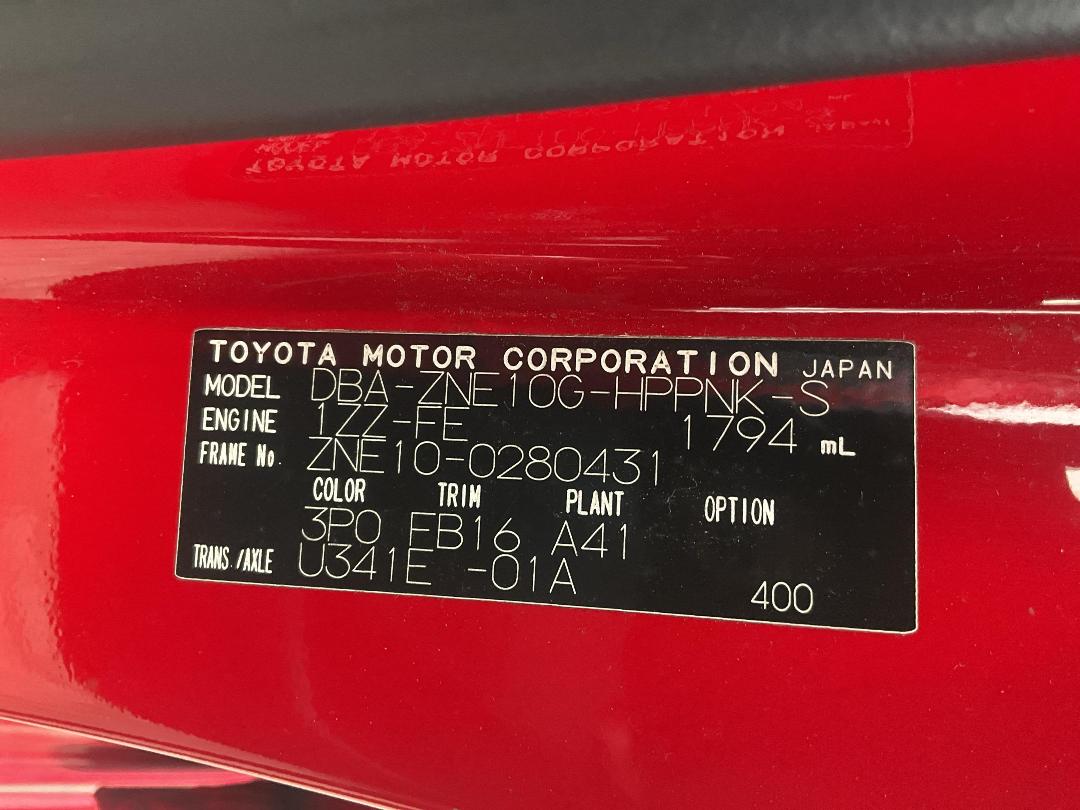 TOYOTA MOTOR CORPORATION JAPAN
MODEL DBA-ZNE10G-HPPNK-S
ENGINE 1ZZ-FE 1794 mL
FRAME No. ZNE10-0280431
COLOR TRIM PLANT OPTION
3P0 FB16 A41
TRANS./AXLE U341E -01A
400